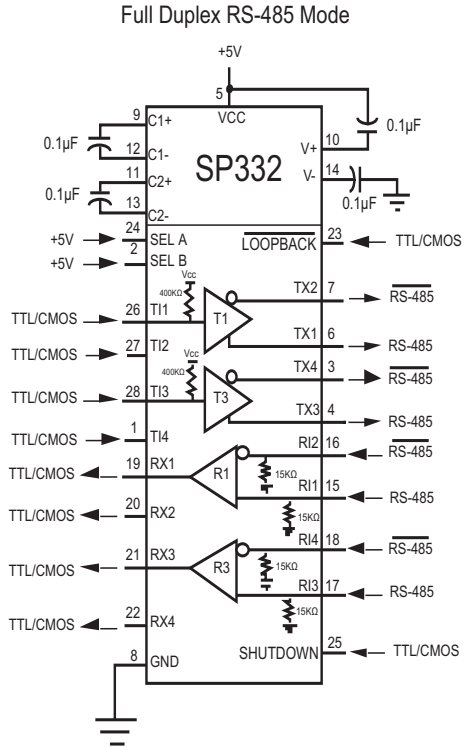 Full Duplex RS-485 Mode
+5V
5
VCC
9
C1+
0.1µF
12
C1-
11
C2+
0.1µF
13
C2-
SP332
V+
10
0.1µF
V-
14
0.1µF
24
+5V
SEL A
2
+5V
SEL B
LOOPBACK
23
TTL/CMOS
Vcc
400KΩ
TTL/CMOS
26
TI1
T1
TX2
7
RS-485
TX1
6
RS-485
TTL/CMOS
27
TI2
Vcc
400KΩ
TTL/CMOS
28
TI3
T3
TX4
3
RS-485
TX3
4
RS-485
TTL/CMOS
1
TI4
TTL/CMOS
19
RX1
R1
RI2
16
RS-485
15KΩ
RI1
15
RS-485
15KΩ
TTL/CMOS
20
RX2
TTL/CMOS
21
RX3
R3
RI4
18
RS-485
15KΩ
RI3
17
RS-485
15KΩ
TTL/CMOS
22
RX4
8
GND
SHUTDOWN
25
TTL/CMOS